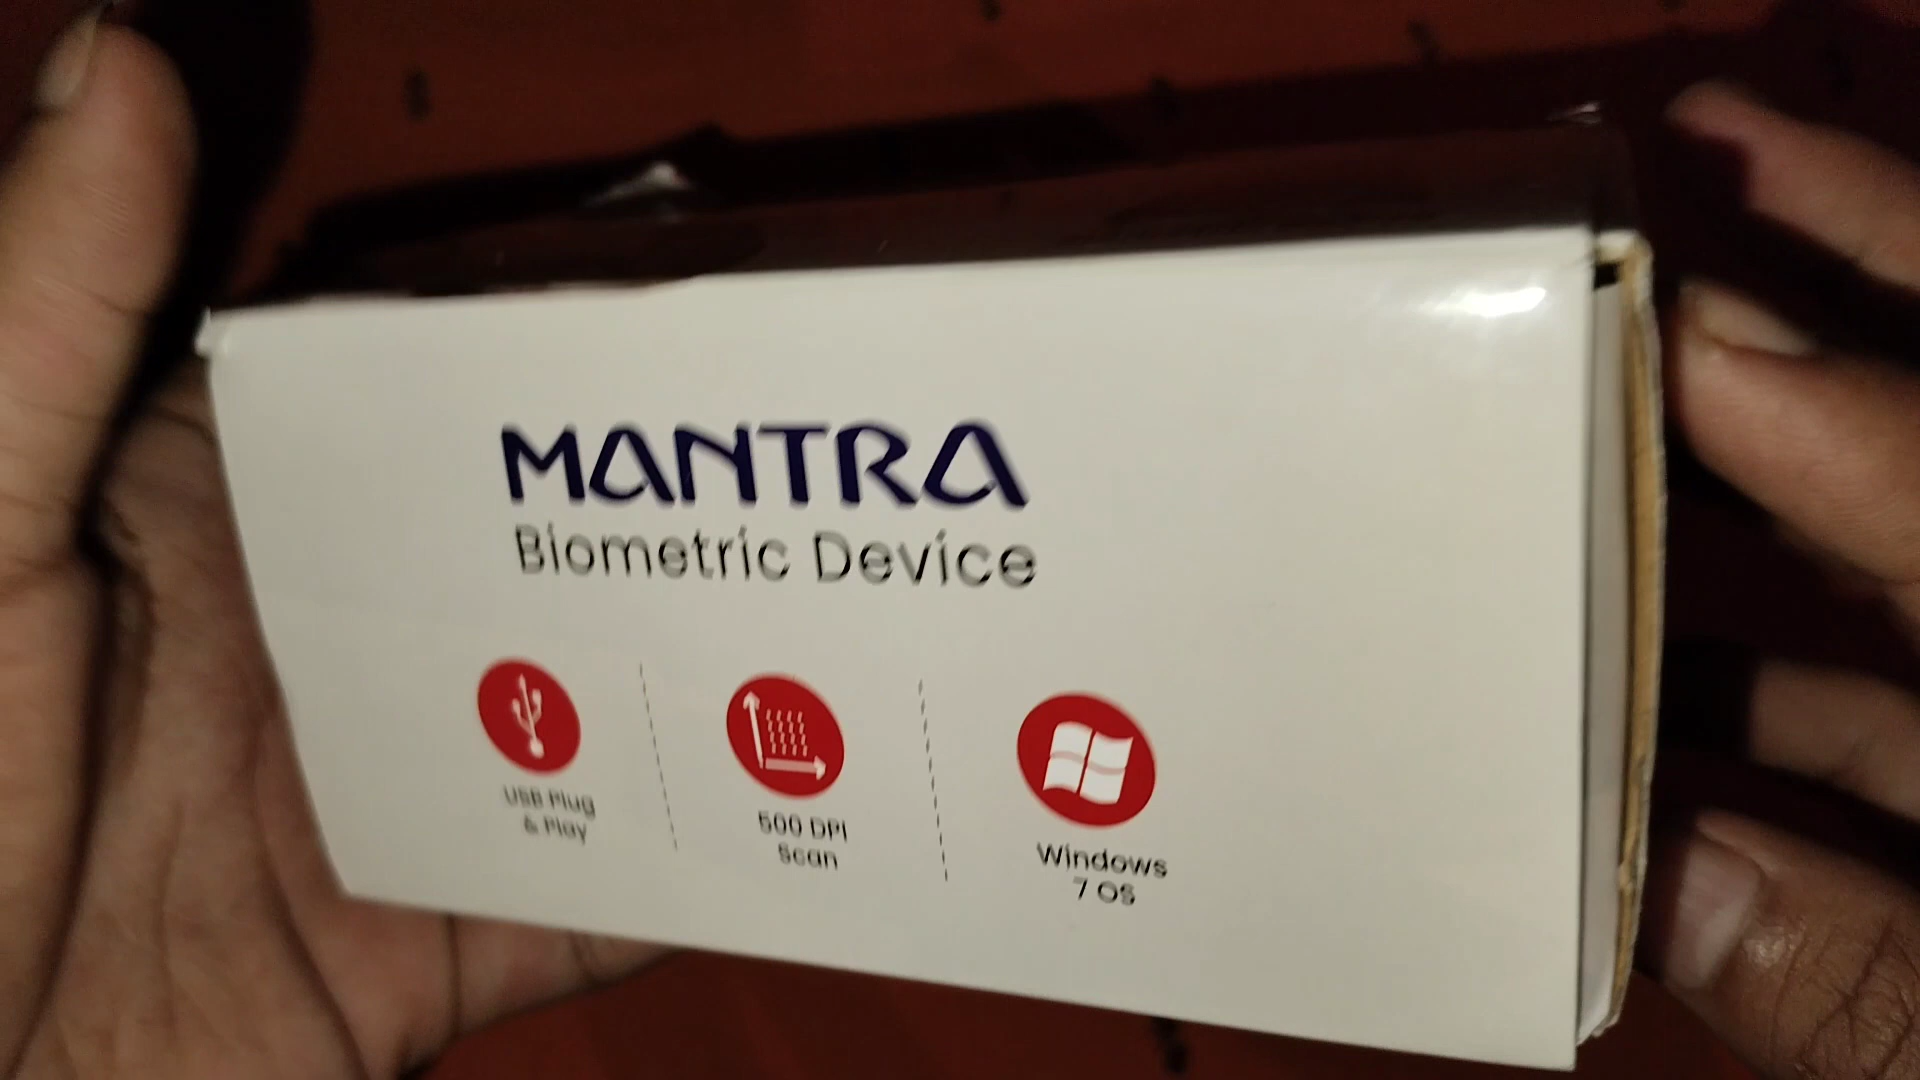 MANTRA
Biometric Device
USB Plug
& Play
500 DPI
Scan
Windows
7 OS